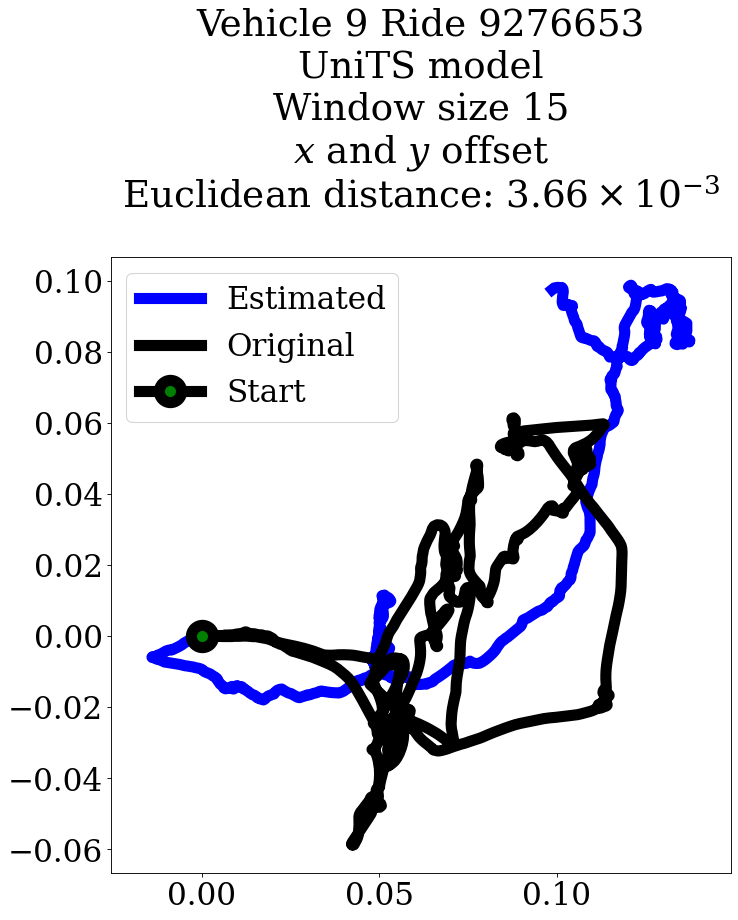 Vehicle 9 Ride 9276653
UniTS model
Window size 15
x and y offset
Euclidean distance: 3.66 × 10⁻³
Estimated
Original
Start
0.10
0.08
0.06
0.04
0.02
0.00
−0.02
−0.04
−0.06
0.00 0.05 0.10